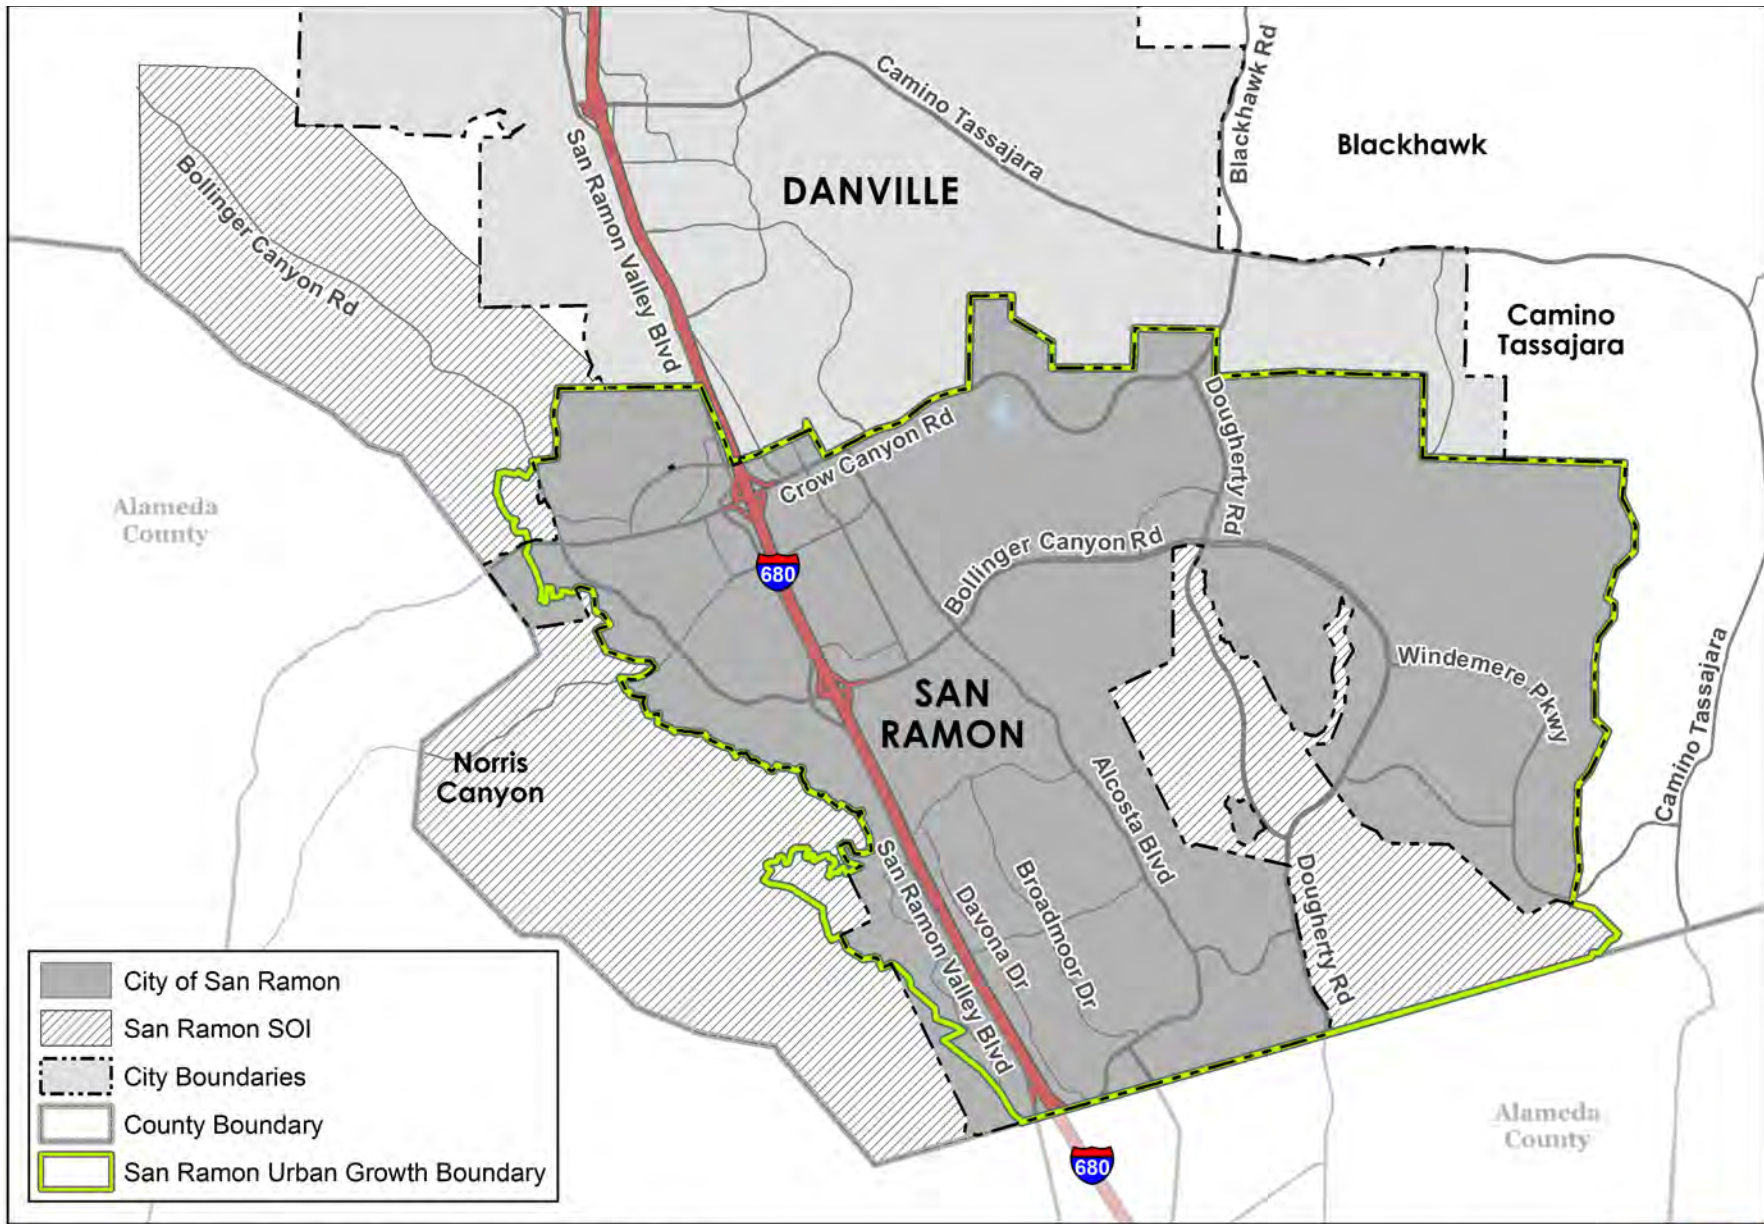 Camino Tassajara
Blackhawk Rd
Blackhawk
San Ramon Valley Blvd
DANVILLE
Bollinger Canyon Rd
Camino
Tassajara
Dougherty Rd
Crow Canyon Rd
Alameda
County
680
Bollinger Canyon Rd
Windemere Pkwy
SAN
RAMON
Camino Tassajara
Norris
Canyon
Alcosta Blvd
San Ramon Valley Blvd
Davona Dr
Broadmoor Dr
Dougherty Rd
City of San Ramon
San Ramon SOI
City Boundaries
County Boundary
San Ramon Urban Growth Boundary
Alameda
County
680